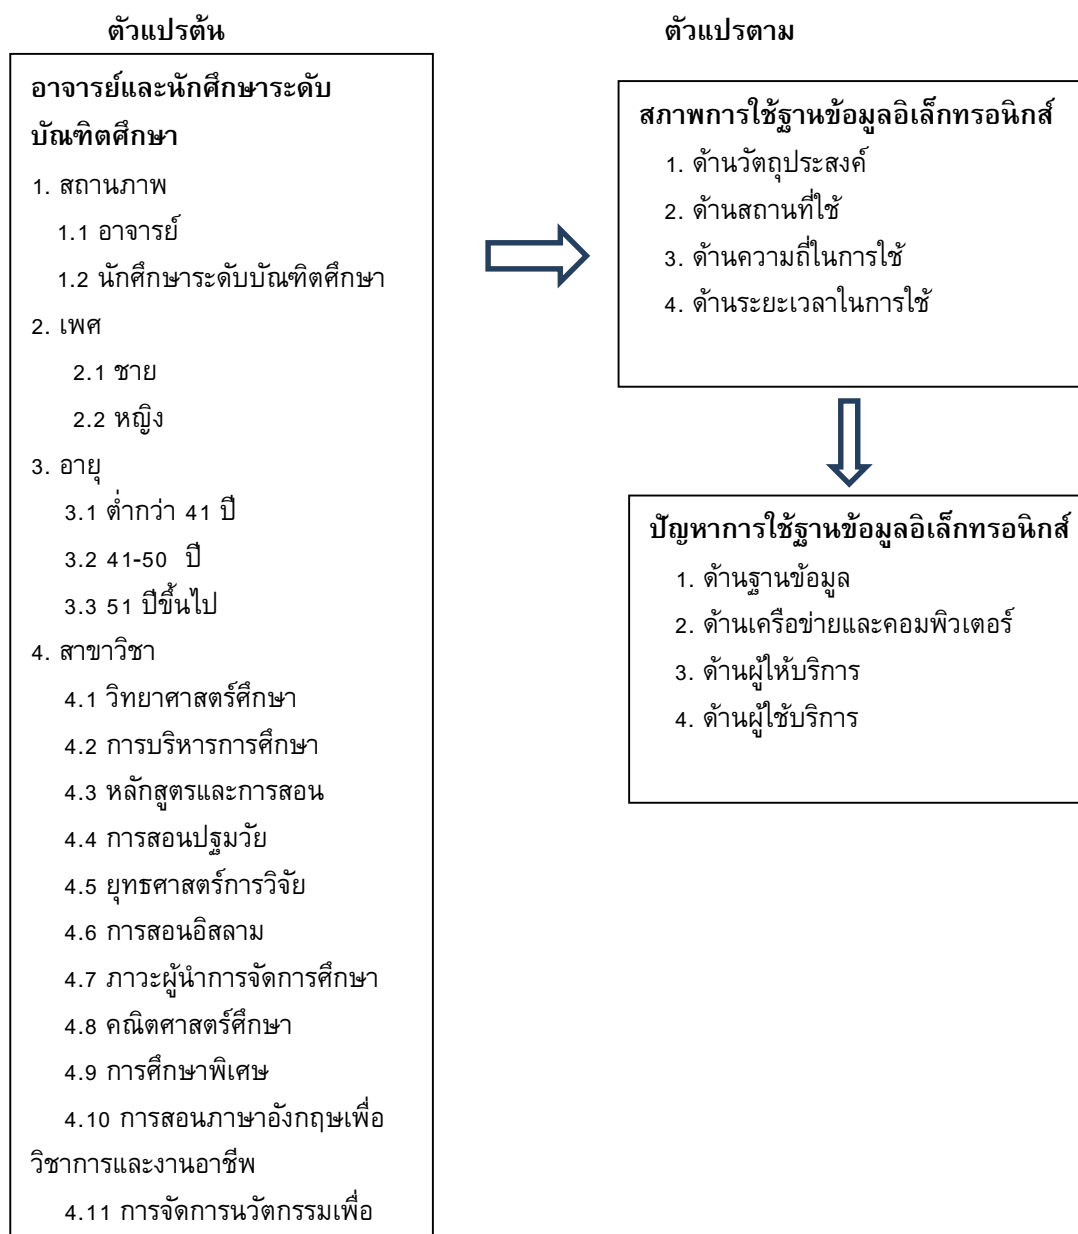 ตัวแปรต้น
ตัวแปรตาม
อาจารย์และนักศึกษาระดับ
บัณฑิตศึกษา
1. สถานภาพ
1.1 อาจารย์
1.2 นักศึกษาระดับบัณฑิตศึกษา
2. เพศ
2.1 ชาย
2.2 หญิง
3. อายุ
3.1 ต่ำกว่า 41 ปี
3.2 41-50 ปี
3.3 51 ปีขึ้นไป
4. สาขาวิชา
4.1 วิทยาศาสตร์ศึกษา
4.2 การบริหารการศึกษา
4.3 หลักสูตรและการสอน
4.4 การสอนปฐมวัย
4.5 ยุทธศาสตร์การวิจัย
4.6 การสอนอิสลาม
4.7 ภาวะผู้นำการจัดการศึกษา
4.8 คณิตศาสตร์ศึกษา
4.9 การศึกษาพิเศษ
4.10 การสอนภาษาอังกฤษเพื่อ
วิชาการและงานอาชีพ
4.11 การจัดการนวัตกรรมเพื่อ
สภาพการใช้ฐานข้อมูลอิเล็กทรอนิกส์
1. ด้านวัตถุประสงค์
2. ด้านสถานที่ใช้
3. ด้านความถี่ในการใช้
4. ด้านระยะเวลาในการใช้
ปัญหาการใช้ฐานข้อมูลอิเล็กทรอนิกส์
1. ด้านฐานข้อมูล
2. ด้านเครือข่ายและคอมพิวเตอร์
3. ด้านผู้ให้บริการ
4. ด้านผู้ใช้บริการ